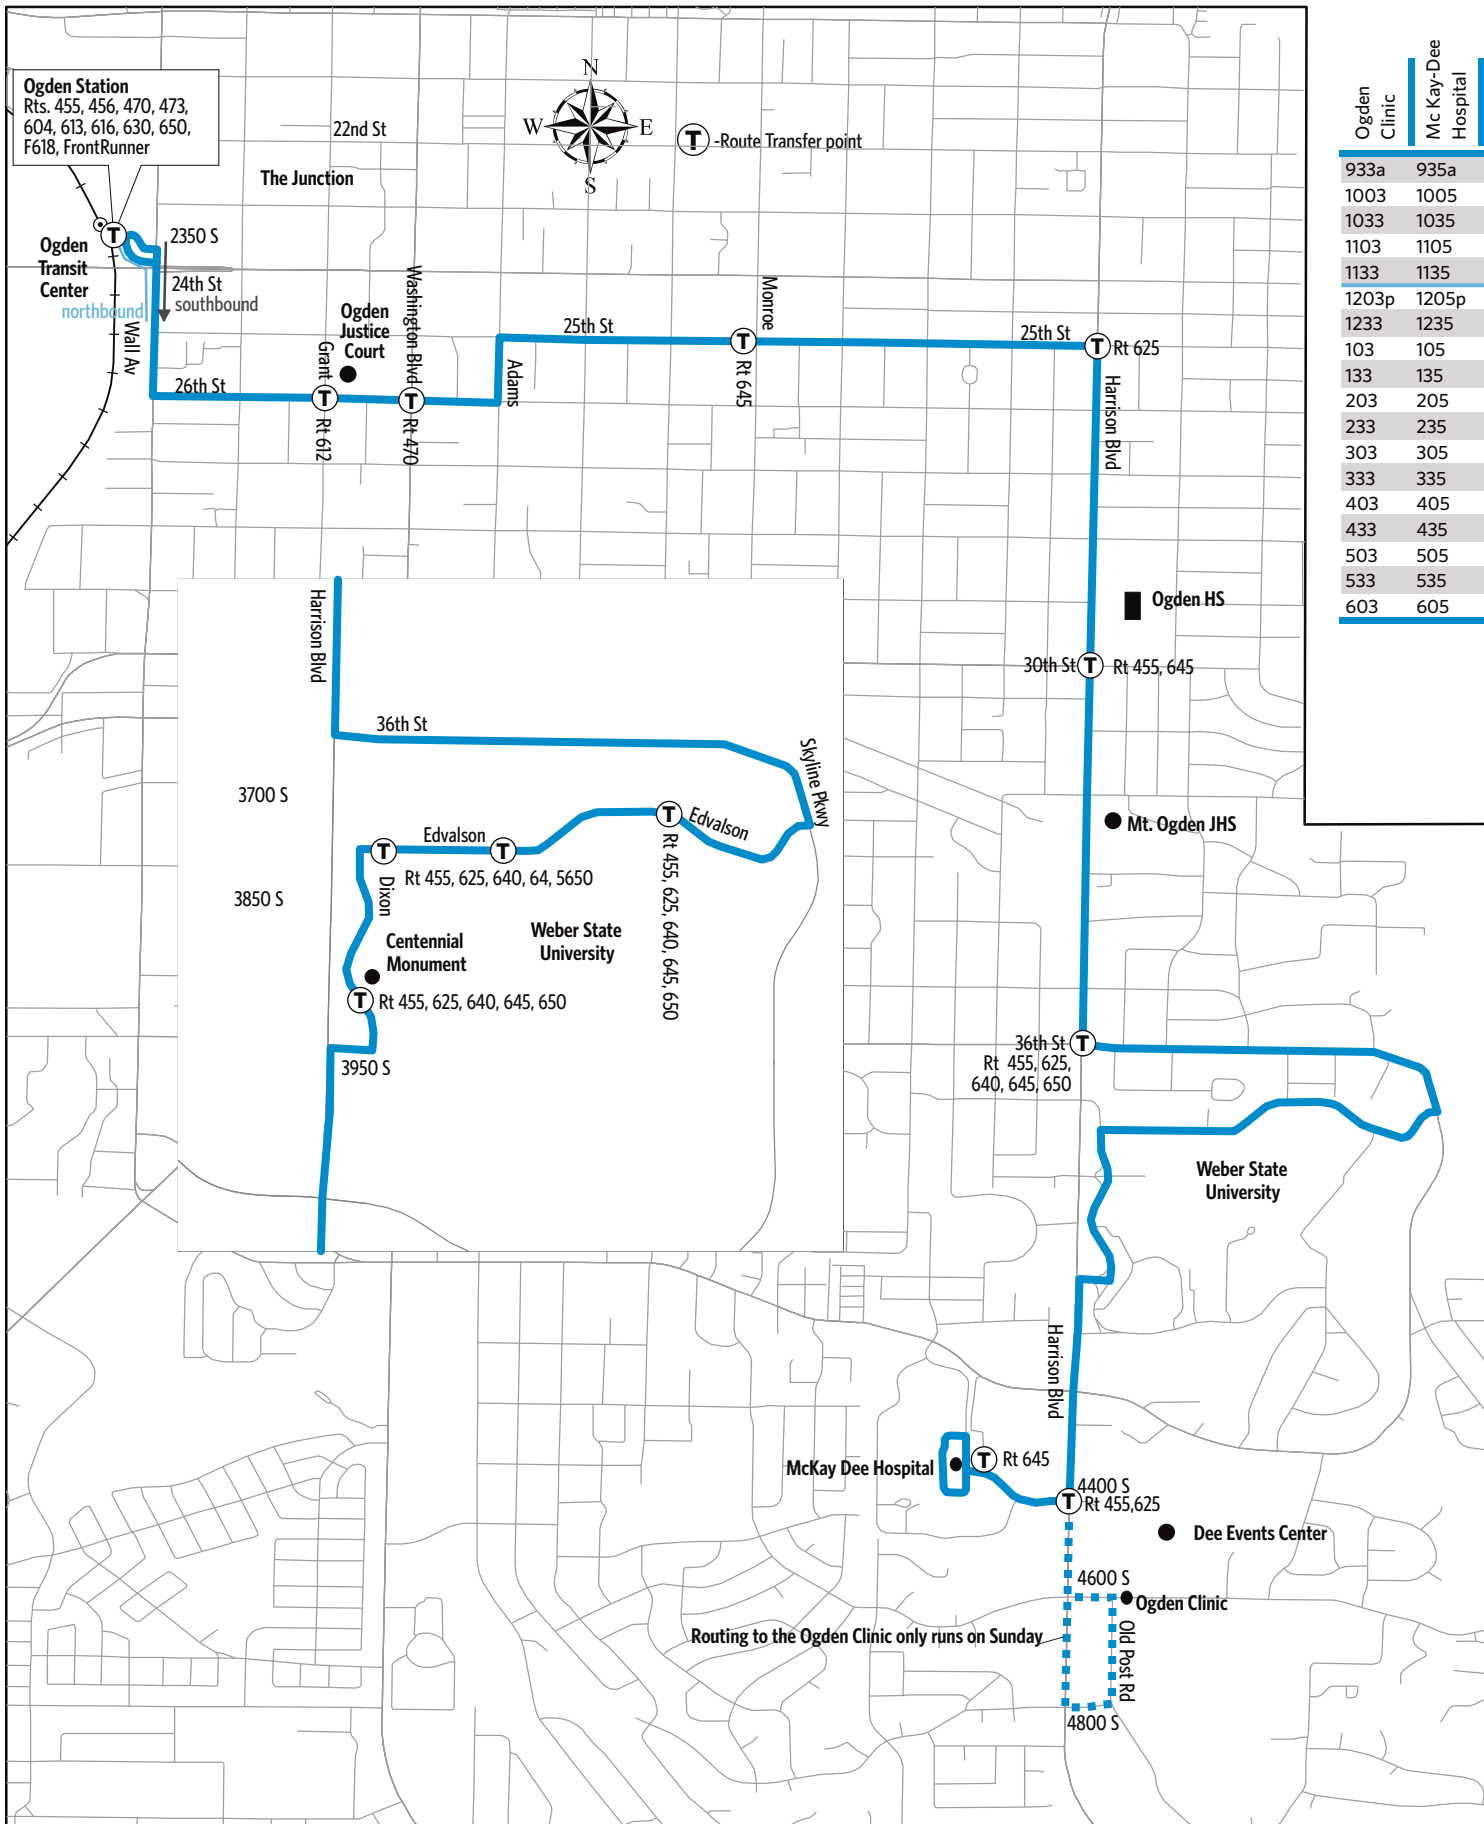 Ogden Station
Rts. 455, 456, 470, 473,
604, 613, 616, 630, 650,
F618, FrontRunner
22nd St
The Junction
N
W
E
S
T
-Route Transfer point
T
Ogden
Transit
Center
2350 S
24th St
southbound
northbound
Wall Av
26th St
Grant
T
Rt 612
Ogden
Justice
Court
Washington Blvd
T
Rt 470
Adams
25th St
Monroe
T
Rt 645
25th St
T
Rt 625
Harrison Blvd
Ogden HS
30th St
T
Rt 455, 645
Mt. Ogden JHS
36th St
T
Rt 455, 625,
640, 645, 650
Weber State
University
Harrison Blvd
McKay Dee Hospital
T
Rt 645
4400 S
T
Rt 455,625
Dee Events Center
4600 S
Ogden Clinic
Routing to the Ogden Clinic only runs on Sunday
Old Post Rd
4800 S
Harrison Blvd
36th St
Skyline Pkwy
3700 S
Edvalson
T
T
T
Edvalson
Rt 455, 625, 640, 64, 5650
Dixon
Rt 455, 625, 640, 645, 650
3850 S
Centennial
Monument
Weber State
University
T
Rt 455, 625, 640, 645, 650
3950 S
Ogden
Clinic
Mc Kay-Dee
Hospital
933a 935a
1003 1005
1033 1035
1103 1105
1133 1135
1203p 1205p
1233 1235
103 105
133 135
203 205
233 235
303 305
333 335
403 405
433 435
503 505
533 535
603 605